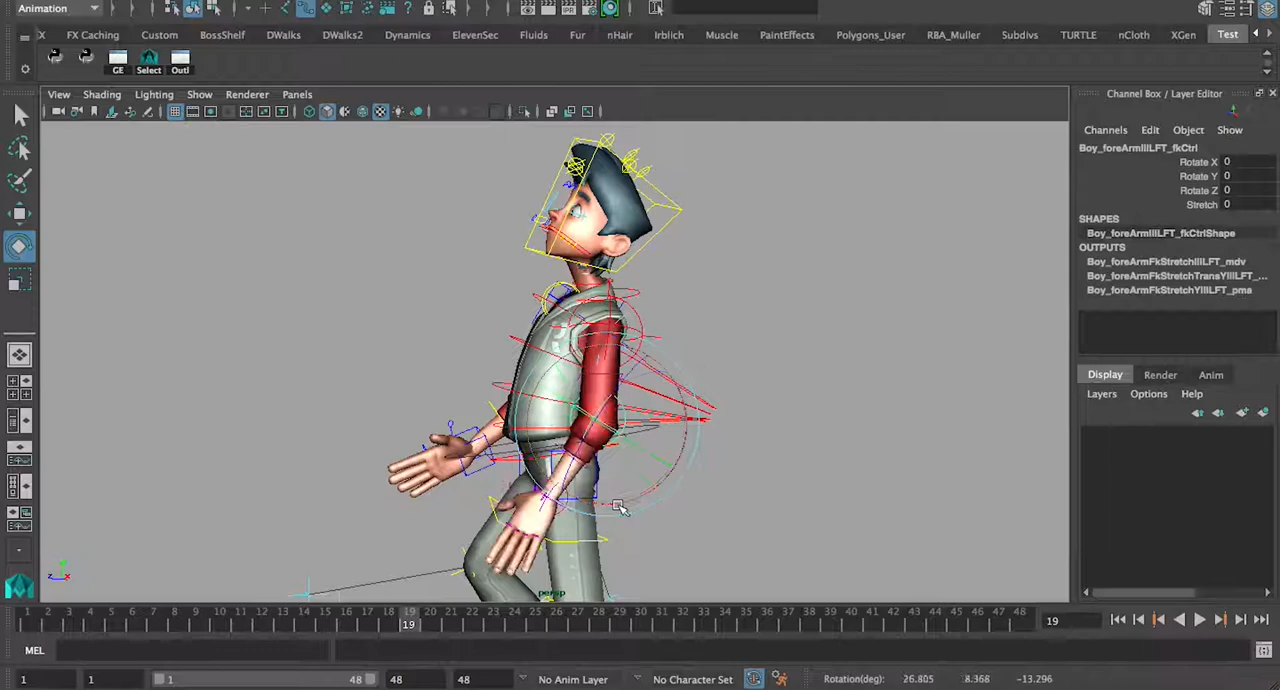 Animation
IPR
X FX Caching Custom BossShelf DWalks DWalks2 Dynamics ElevenSec Fluids Fur nHair Irblich Muscle PaintEffects Polygons_User RBA_Muller Subdivs TURTLE nCloth XGen Test
GE Select Outl
View Shading Lighting Show Renderer Panels
Channel Box / Layer Editor
Channels Edit Object Show
Boy_foreArmIIILFT_fkCtrl
Rotate X 0
Rotate Y 0
Rotate Z 0
Stretch 0
SHAPES
Boy_foreArmIIILFT_fkCtrlShape
OUTPUTS
Boy_foreArmFkStretchIIILFT_mdv
Boy_foreArmFkStretchTransYIIILFT_...
Boy_foreArmFkStretchYIIILFT_pma
Display Render Anim
Layers Options Help
persp
1 2 3 4 5 6 7 8 9 10 11 12 13 14 15 16 17 18 19 20 21 22 23 24 25 26 27 28 29 30 31 32 33 34 35 36 37 38 39 40 41 42 43 44 45 46 47 48
19
19
MEL
1 1 1 48 48 48 No Anim Layer No Character Set Rotation(deg): 26.805 8.368 -13.296